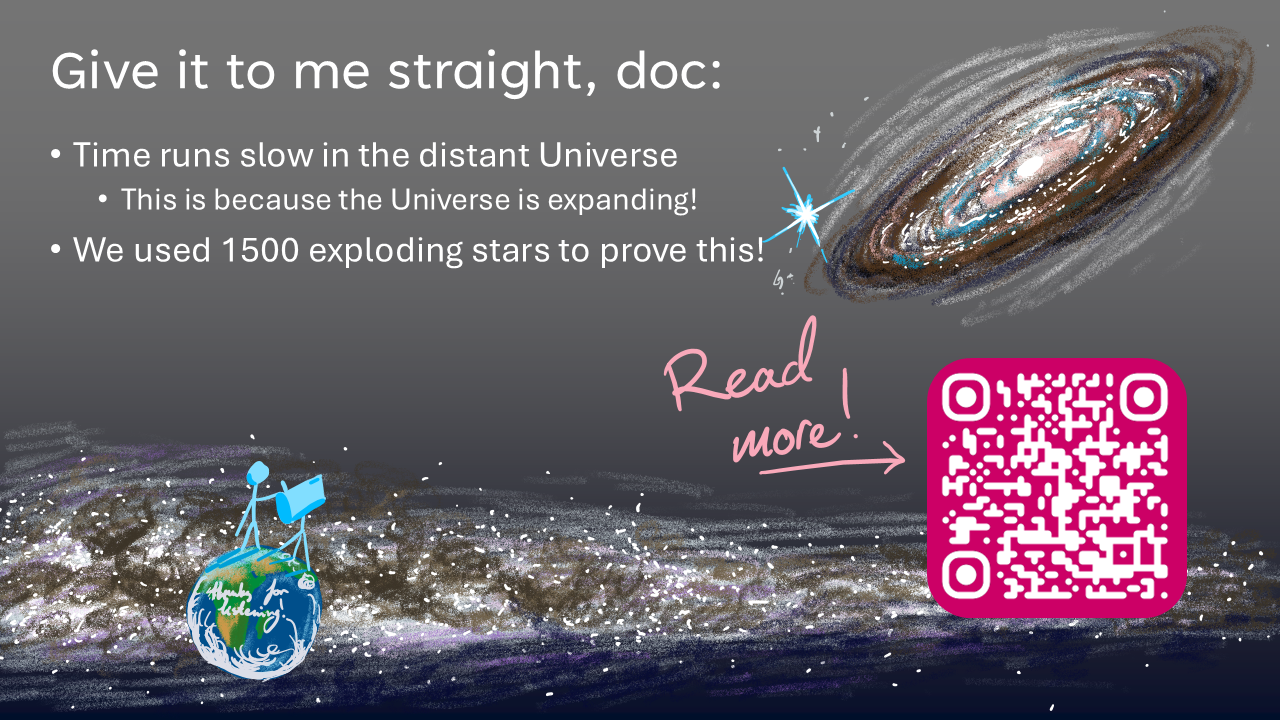 Give it to me straight, doc:
• Time runs slow in the distant Universe
• This is because the Universe is expanding!
• We used 1500 exploding stars to prove this!
Read
more!
thanks for
listening!